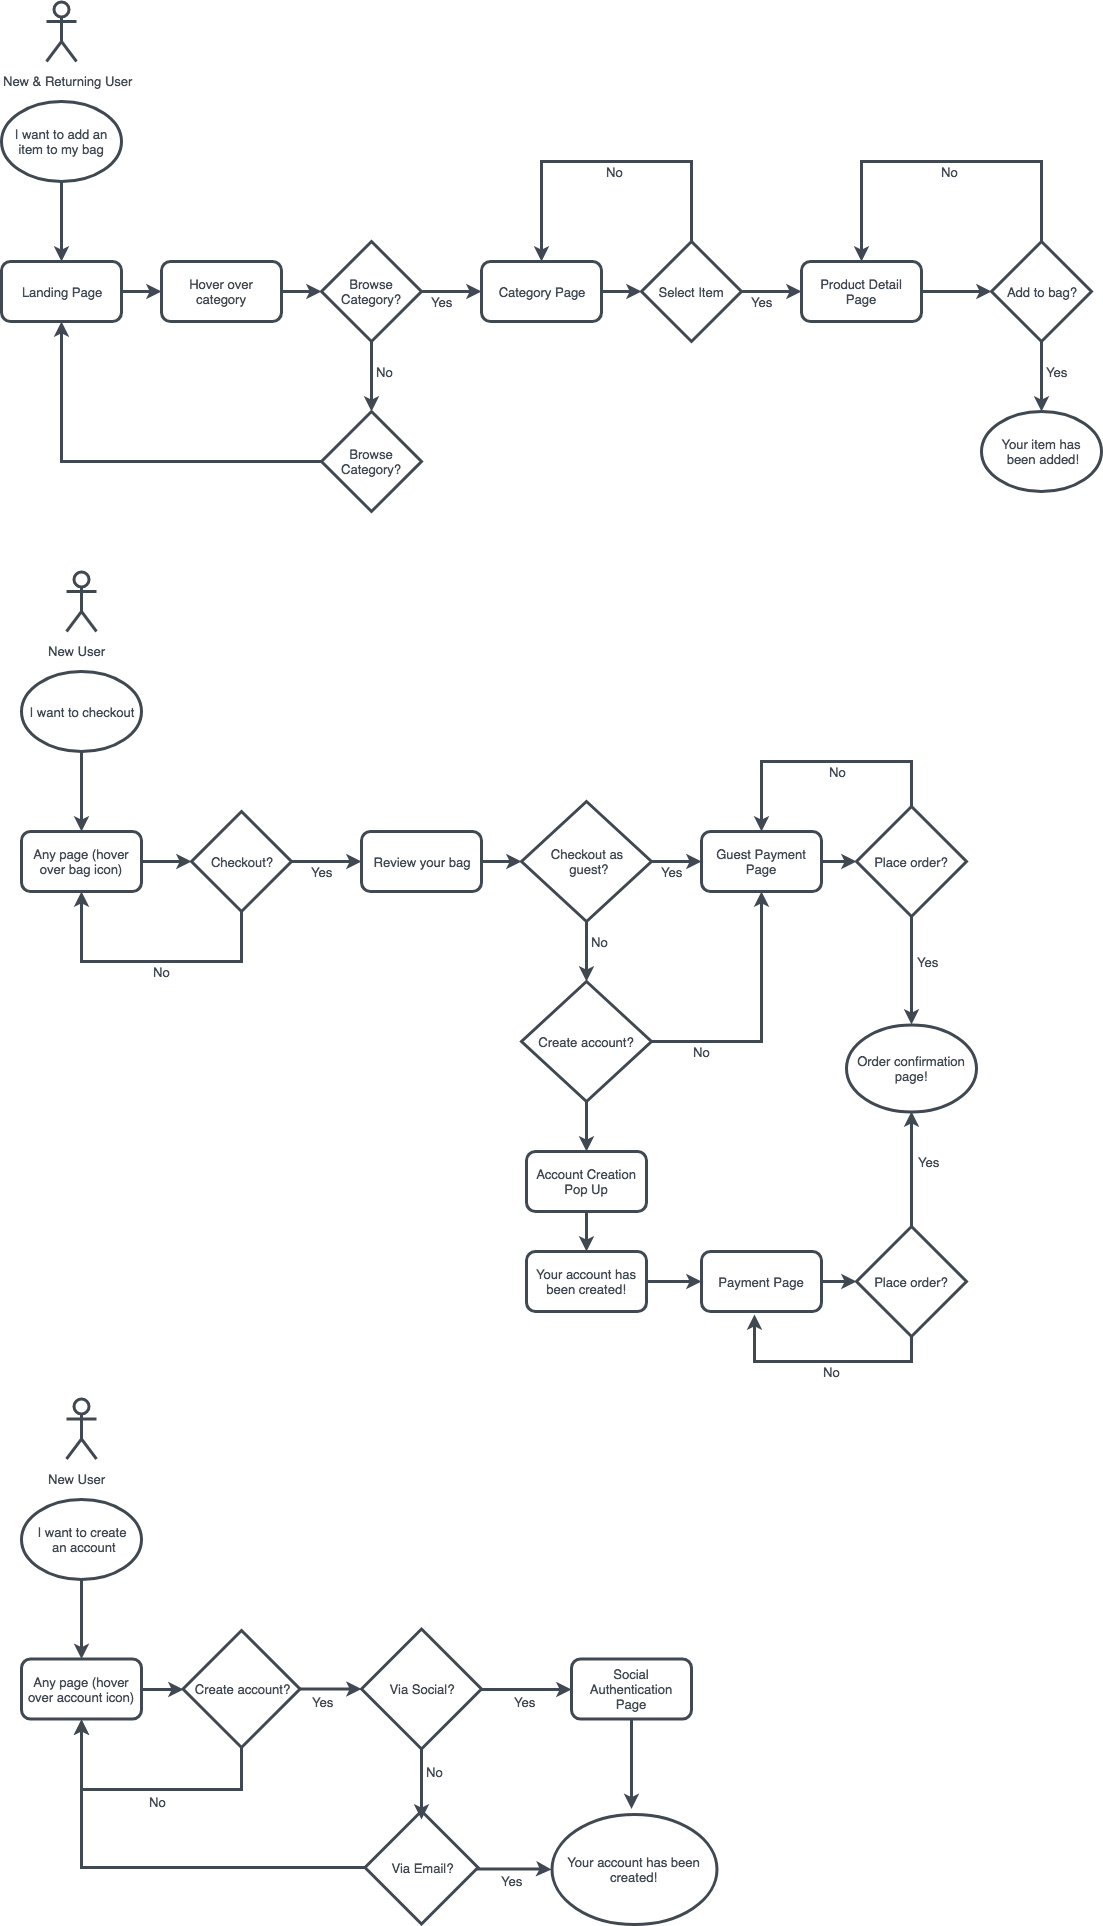 New & Returning User
I want to add an
item to my bag
No
No
Landing Page
Hover over
category
Browse
Category?
Yes
Category Page
Select Item
Yes
Product Detail
Page
Add to bag?
No
Yes
Browse
Category?
Your item has
been added!
New User
I want to checkout
No
Any page (hover
over bag icon)
Checkout?
Yes
Review your bag
Checkout as
guest?
Yes
Guest Payment
Page
Place order?
No
No
Yes
Create account?
No
Order confirmation
page!
Yes
Account Creation
Pop Up
Your account has
been created!
Payment Page
Place order?
No
New User
I want to create
an account
Any page (hover
over account icon)
Create account?
Yes
Via Social?
Yes
Social
Authentication
Page
No
No
Via Email?
Yes
Your account has been
created!